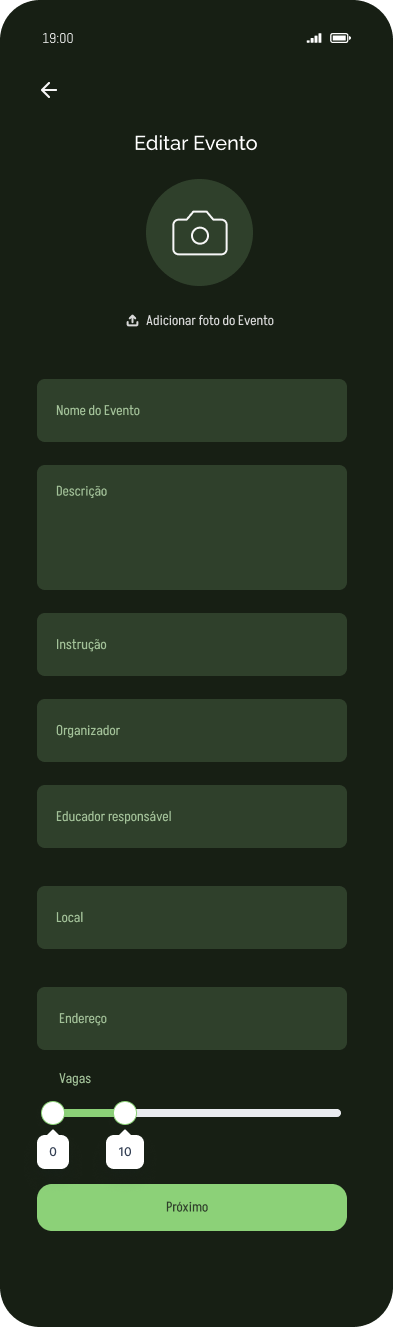 19:00
Editar Evento
Adicionar foto do Evento
Nome do Evento
Descrição
Instrução
Organizador
Educador responsável
Local
Endereço
Vagas
0
10
Próximo